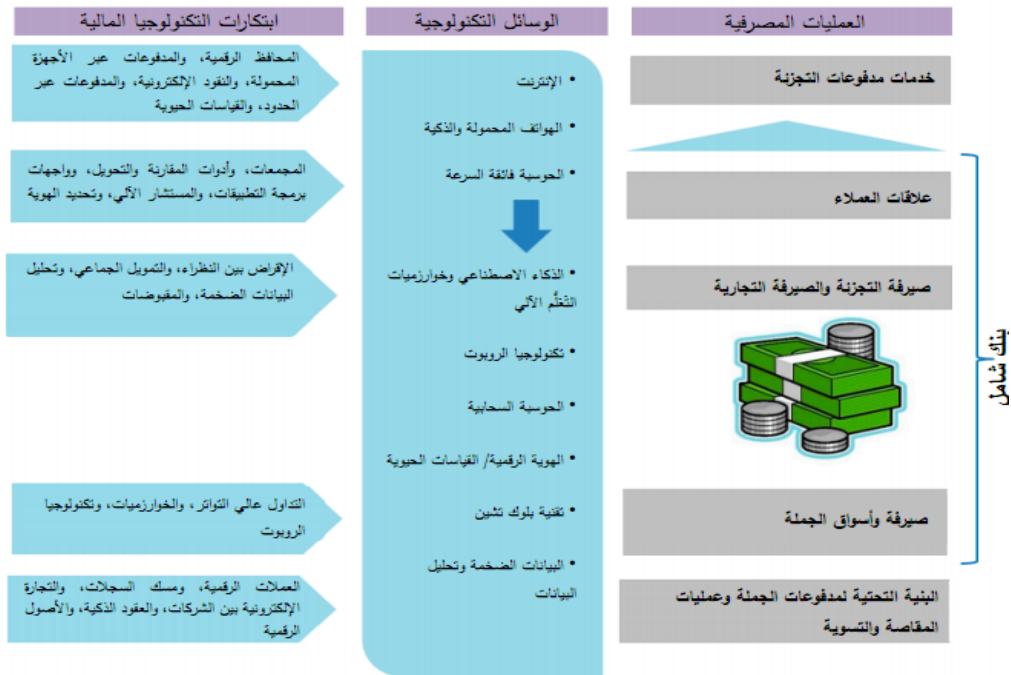 العمليات المصرفية
خدمات مدفوعات التجزئة
علاقات العملاء
صيرفة التجزئة والصيرفة التجارية
صيرفة وأسواق الجملة
البنية التحتية لمدفوعات الجملة وعمليات
المقاصة والتسوية
بنك شامل
الوسائل التكنولوجية
• الإنترنت
• الهواتف المحمولة والذكية
• الحوسبة فائقة السرعة
• الذكاء الاصطناعي وخوارزميات
التَعَلُّم الآلي
• تكنولوجيا الروبوت
• الحوسبة السحابية
• الهوية الرقمية/ القياسات الحيوية
• تقنية بلوك تشين
• البيانات الضخمة وتحليل
البيانات
ابتكارات التكنولوجيا المالية
المحافظ الرقمية، والمدفوعات عبر الأجهزة
المحمولة، والنقود الإلكترونية، والمدفوعات عبر
الحدود، والقياسات الحيوية
المجمعات، وأدوات المقارنة والتحويل، وواجهات
برمجة التطبيقات، والمستشار الآلي، وتحديد الهوية
الإقراض بين النظراء، والتمويل الجماعي، وتحليل
البيانات الضخمة، والمقبوضات
التداول عالي التواتر، والخوارزميات، وتكنولوجيا
الروبوت
العملات الرقمية، ومسك السجلات، والتجارة
الإلكترونية بين الشركات، والعقود الذكية، والأصول
الرقمية